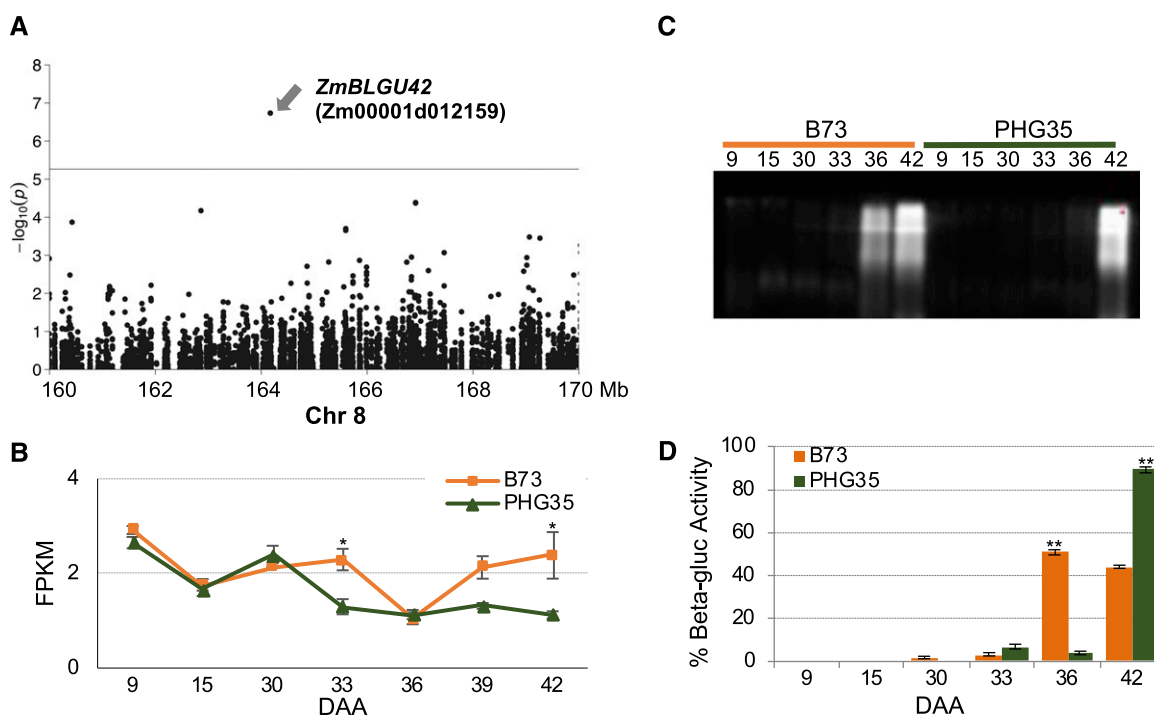 A
8
7
6
5
4
3
2
1
0
−log10(p)
ZmBLGU42
(Zm00001d012159)
160 162 164 166 168 170 Mb
Chr 8
B
4
2
0
FPKM
B73
PHG35
* *
9 15 30 33 36 39 42
DAA
C
B73 PHG35
9 15 30 33 36 42 9 15 30 33 36 42
D
100
80
60
40
20
0
% Beta-gluc Activity
B73
PHG35
** **
9 15 30 33 36 42
DAA